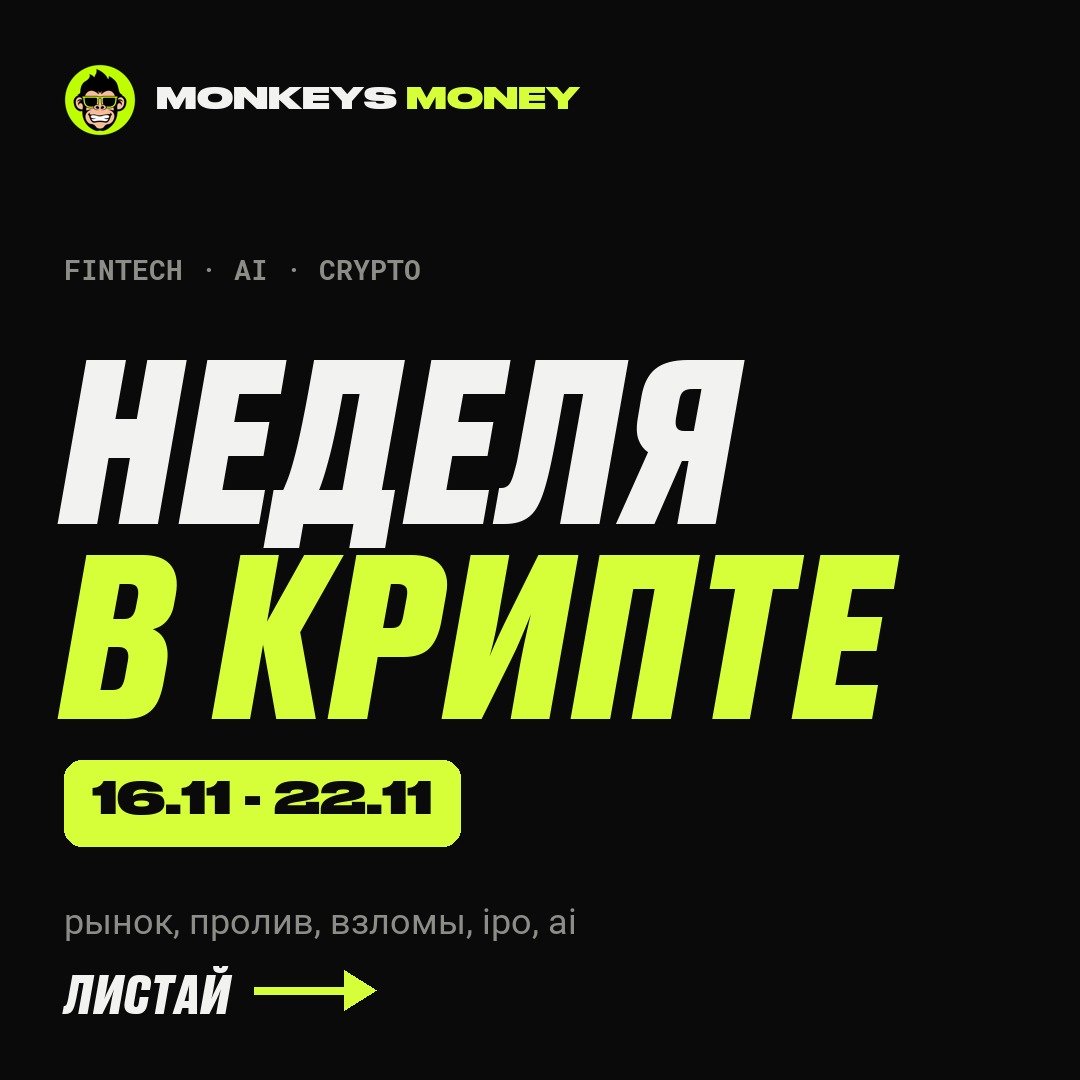 MONKEYS MONEY
FINTECH · AI · CRYPTO
НЕДЕЛЯ
В КРИПТЕ
16.11 - 22.11
рынок, пролив, взломы, ipo, ai
ЛИСТАЙ